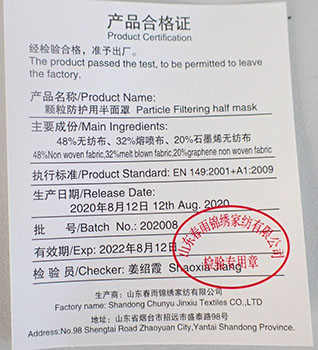 产品合格证
Product Certification
经检验合格，准予出厂。
The product passed the test, to be permitted to leave
the factory.
产品名称/Product Name:
颗粒防护用半面罩 Particle Filtering half mask
主要成份/Main Ingredients:
48%无纺布、32%熔喷布、20%石墨烯无纺布
48%Non woven fabric,32%melt blown fabric,20%graphene non woven fabric
执行标准/Product Standard: EN 149:2001+A1:2009
生产日期/Release Date:
2020年8月12日 12th Aug. 2020
批 号/Batch No.: 202008
有效期/Exp: 2022年8月12日
检 验 员/Checker: 姜绍霞 Shaoxia Jiang
山东春雨锦绣家纺有限公司
检验专用章
生产商：山东春雨锦绣家纺有限公司
Factory name: Shandong Chunyu Jinxiu Textiles CO.,LTD
地址：山东省烟台市招远市盛泰路98号
Address:No.98 Shengtai Road Zhaoyuan City,Yantai Shandong Province.